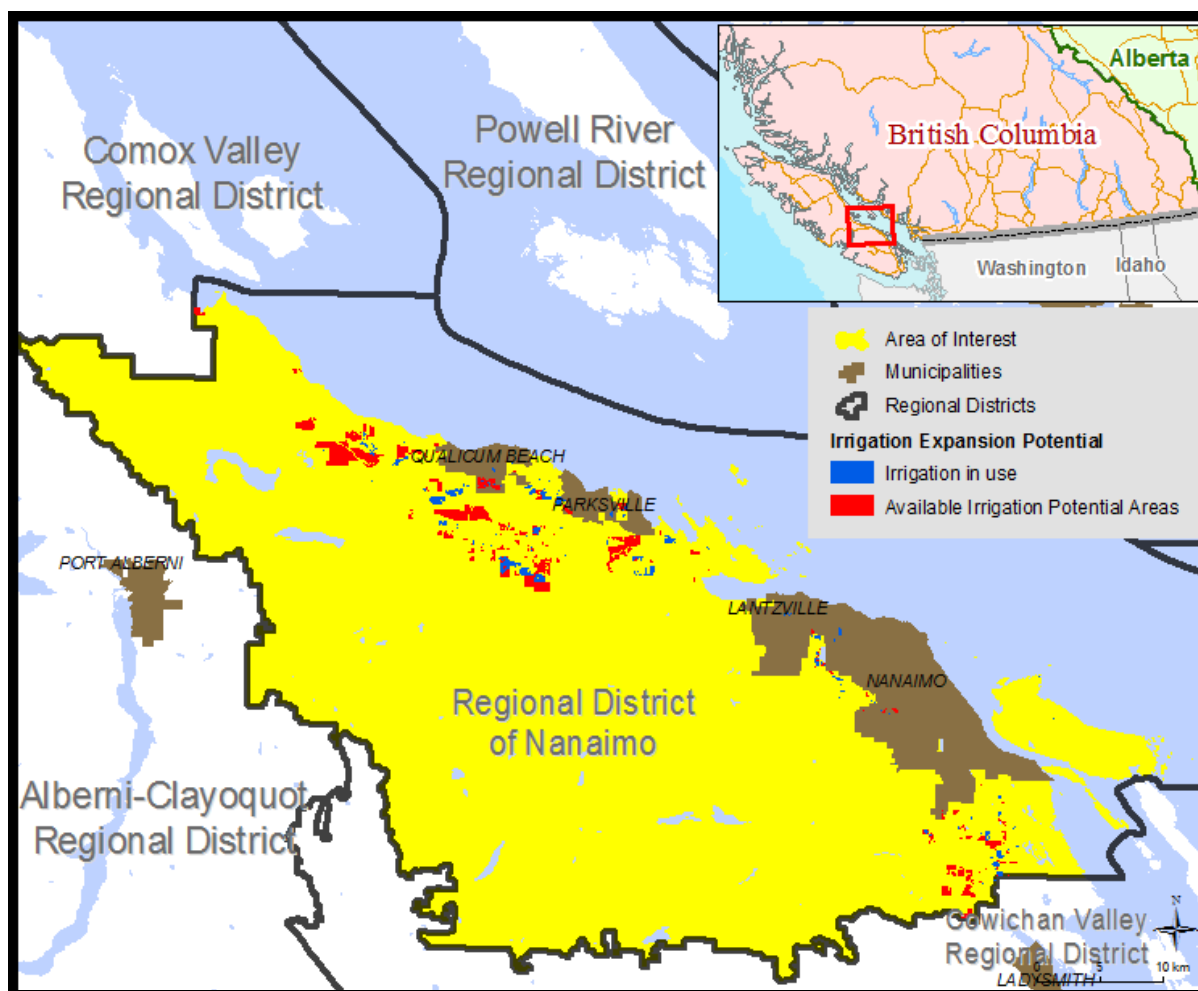 Comox Valley
Regional District
Powell River
Regional District
Alberta
British Columbia
Washington
Idaho
Area of Interest
Municipalities
Regional Districts
Irrigation Expansion Potential
Irrigation in use
Available Irrigation Potential Areas
QUALICUM BEACH
PARKSVILLE
PORT ALBERNI
LANTZVILLE
NANAIMO
Regional District
of Nanaimo
Alberni-Clayoquot
Regional District
Cowichan Valley
Regional District
LADYSMITH
N
0 5 10 km